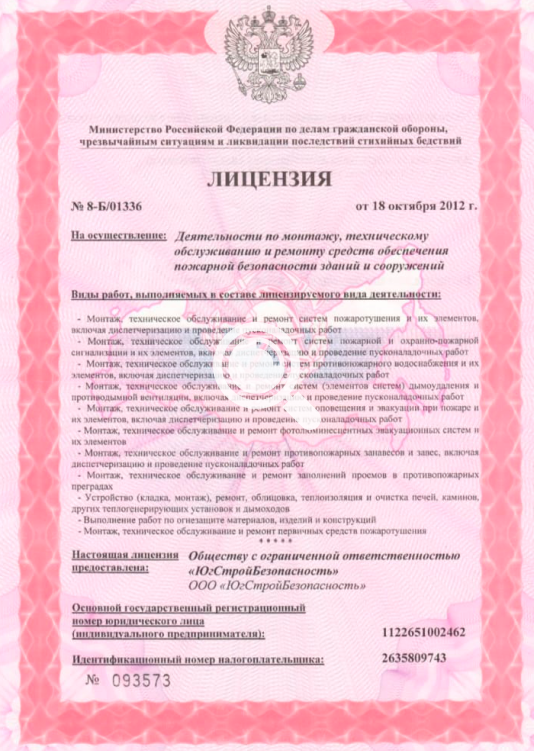 Министерство Российской Федерации по делам гражданской обороны,
чрезвычайным ситуациям и ликвидации последствий стихийных бедствий
ЛИЦЕНЗИЯ
№ 8-Б/01336 от 18 октября 2012 г.
На осуществление: Деятельности по монтажу, техническому
обслуживанию и ремонту средств обеспечения
пожарной безопасности зданий и сооружений
Виды работ, выполняемых в составе лицензируемого вида деятельности:
- Монтаж, техническое обслуживание и ремонт систем пожаротушения и их элементов,
включая диспетчеризацию и проведение пусконаладочных работ
- Монтаж, техническое обслуживание и ремонт систем пожарной и охранно-пожарной
сигнализации и их элементов, включая диспетчеризацию и проведение пусконаладочных работ
- Монтаж, техническое обслуживание и ремонт систем противопожарного водоснабжения и их
элементов, включая диспетчеризацию и проведение пусконаладочных работ
- Монтаж, техническое обслуживание и ремонт систем (элементов систем) дымоудаления и
противодымной вентиляции, включая диспетчеризацию и проведение пусконаладочных работ
- Монтаж, техническое обслуживание и ремонт систем оповещения и эвакуации при пожаре и
их элементов, включая диспетчеризацию и проведение пусконаладочных работ
- Монтаж, техническое обслуживание и ремонт фотолюминесцентных эвакуационных систем и
их элементов
- Монтаж, техническое обслуживание и ремонт противопожарных занавесов и завес, включая
диспетчеризацию и проведение пусконаладочных работ
- Монтаж, техническое обслуживание и ремонт заполнений проемов в противопожарных
преградах
- Устройство (кладка, монтаж), ремонт, облицовка, теплоизоляция и очистка печей, каминов,
других теплогенерирующих установок и дымоходов
- Выполнение работ по огнезащите материалов, изделий и конструкций
- Монтаж, техническое обслуживание и ремонт первичных средств пожаротушения
* * * * *
Настоящая лицензия Обществу с ограниченной ответственностью
предоставлена: «ЮгСтройБезопасность»
ООО «ЮгСтройБезопасность»
Основной государственный регистрационный
номер юридического лица
(индивидуального предпринимателя): 1122651002462
Идентификационный номер налогоплательщика: 2635809743
№ 093573